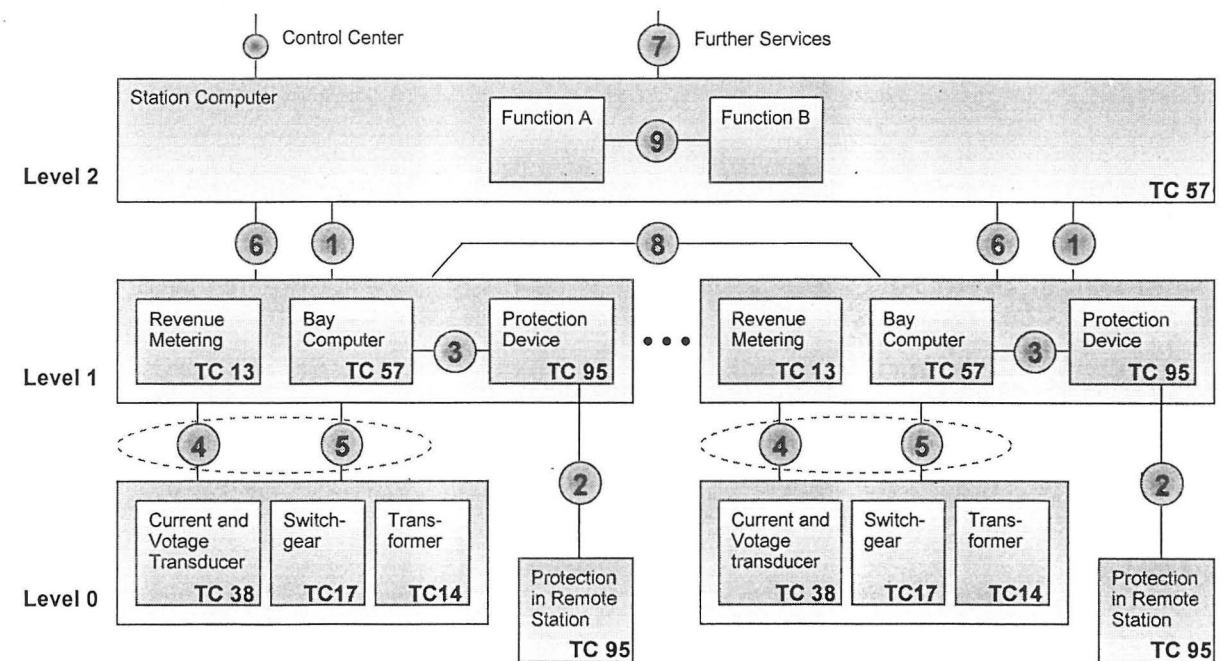 Control Center
7 Further Services
Station Computer
Function A
9
Function B
Level 2
TC 57
6
1
8
6
1
Revenue
Metering
TC 13
Bay
Computer
TC 57
3
Protection
Device
TC 95
•••
Revenue
Metering
TC 13
Bay
Computer
TC 57
3
Protection
Device
TC 95
Level 1
4
5
2
4
5
2
Current and
Votage
Transducer
TC 38
Switch-
gear
TC17
Trans-
former
TC14
Protection
in Remote
Station
TC 95
Current and
Votage
transducer
TC 38
Switch-
gear
TC17
Trans-
former
TC14
Protection
in Remote
Station
TC 95
Level 0